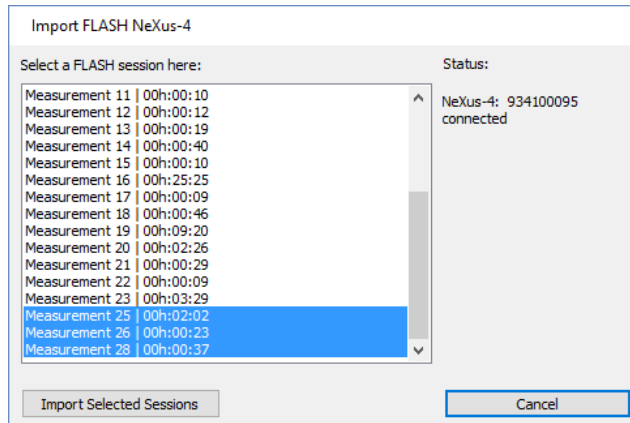 Import FLASH NeXus-4
Select a FLASH session here:
Status:
Measurement 11 | 00h:00:10
Measurement 12 | 00h:00:12
Measurement 13 | 00h:00:19
Measurement 14 | 00h:00:40
Measurement 15 | 00h:00:10
Measurement 16 | 00h:25:25
Measurement 17 | 00h:00:09
Measurement 18 | 00h:00:46
Measurement 19 | 00h:09:20
Measurement 20 | 00h:02:26
Measurement 21 | 00h:00:29
Measurement 22 | 00h:00:09
Measurement 23 | 00h:03:29
Measurement 25 | 00h:02:02
Measurement 26 | 00h:00:23
Measurement 28 | 00h:00:37
NeXus-4: 934100095
connected
Import Selected Sessions
Cancel